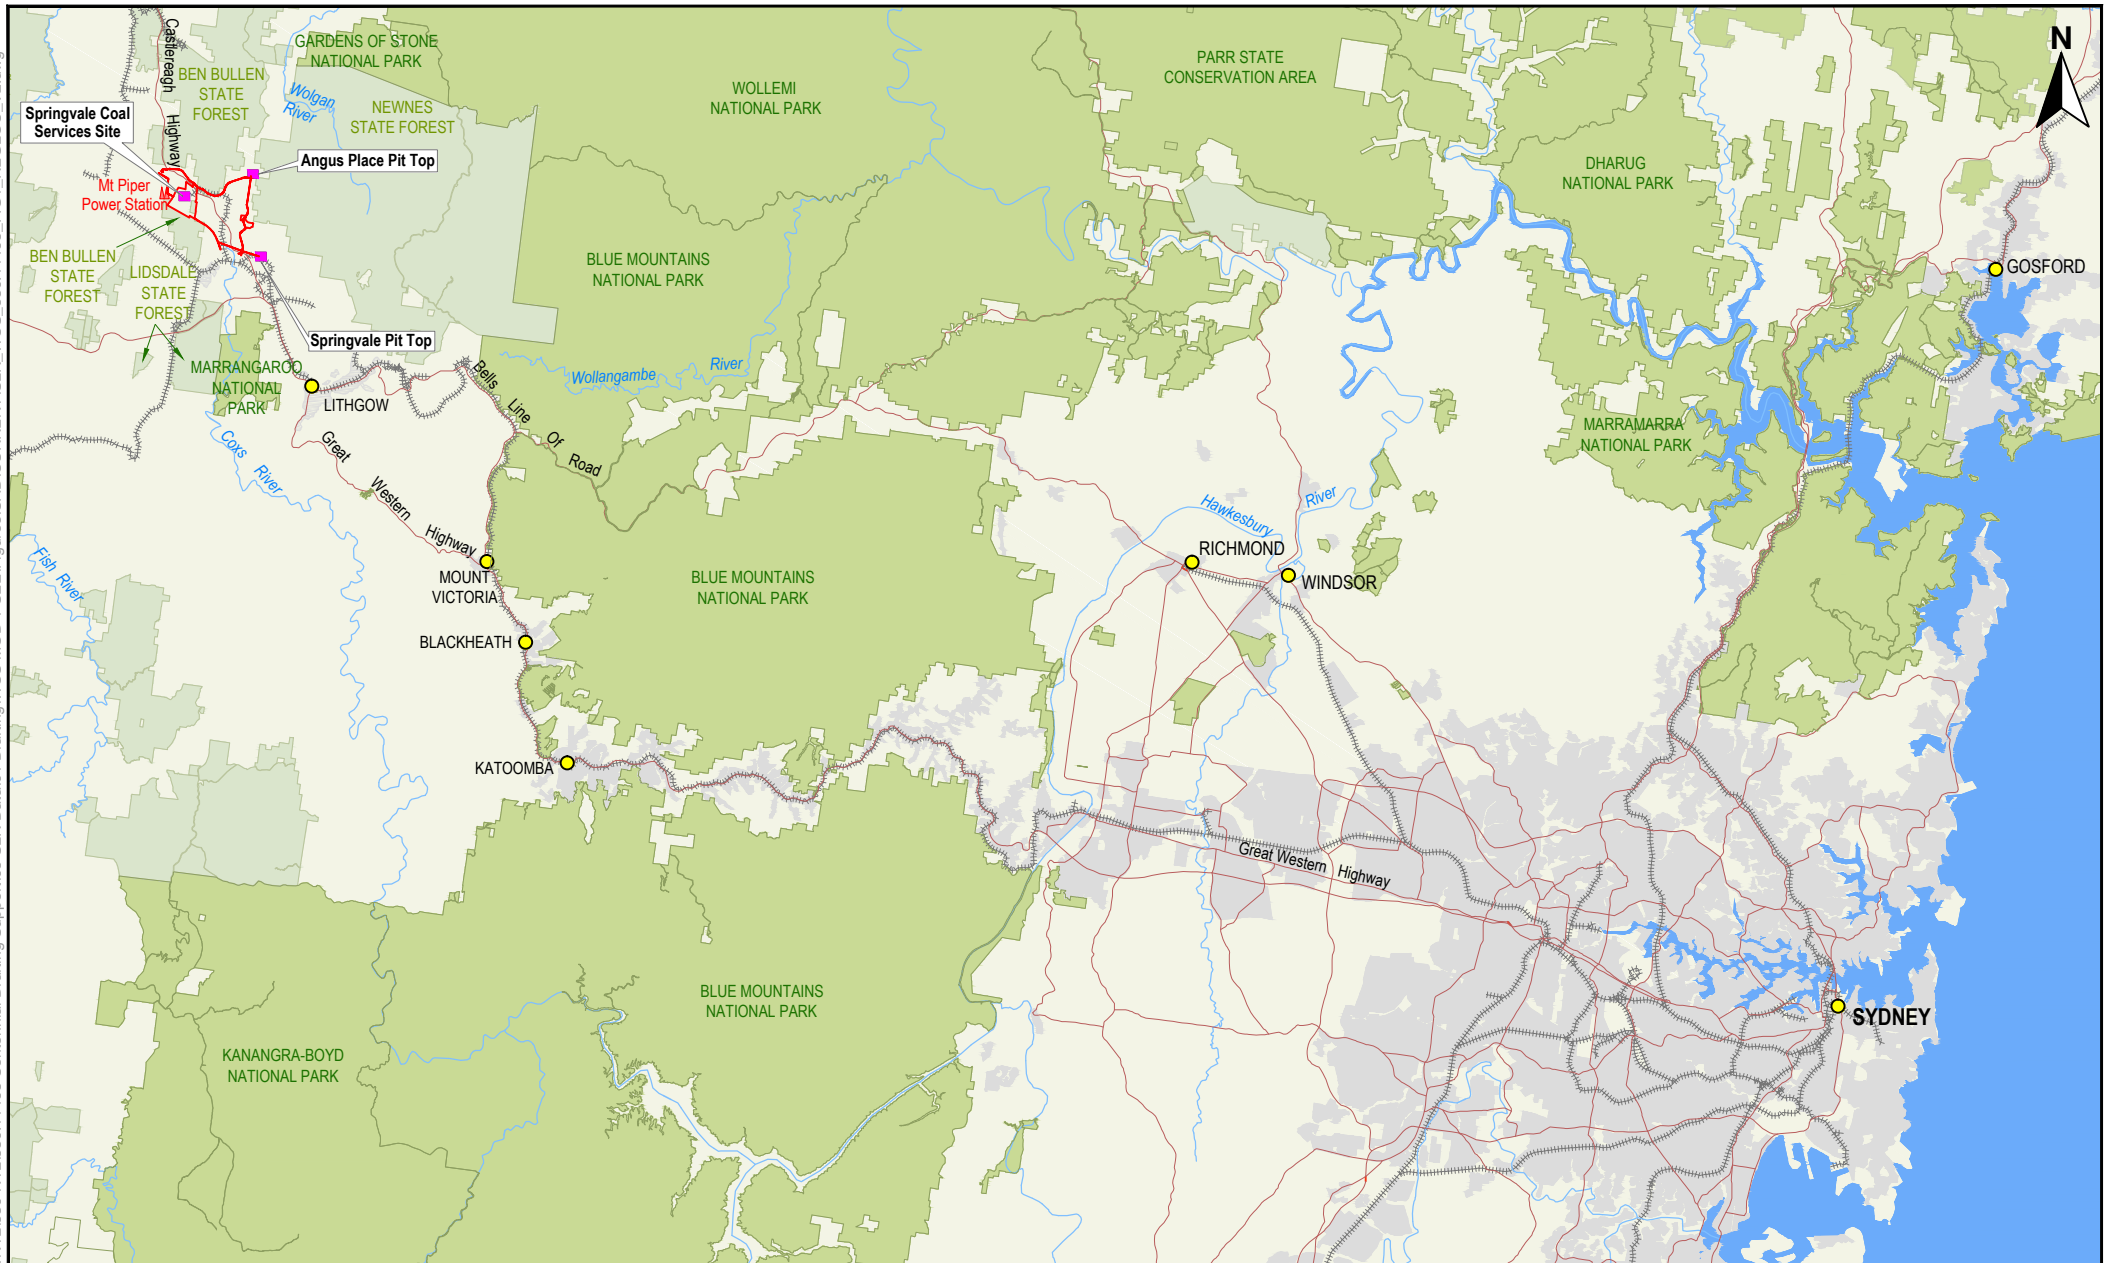 Castlereagh
Highway
GARDENS OF STONE
NATIONAL PARK
BEN BULLEN
STATE
FOREST
Wolgan
River
NEWNES
STATE FOREST
WOLLEMI
NATIONAL PARK
PARR STATE
CONSERVATION AREA
N
Springvale Coal
Services Site
Angus Place Pit Top
Mt Piper
Power Station
DHARUG
NATIONAL PARK
BEN BULLEN
STATE
FOREST
LIDSDALE
STATE
FOREST
BLUE MOUNTAINS
NATIONAL PARK
GOSFORD
Springvale Pit Top
MARRANGAROO
NATIONAL
PARK
LITHGOW
Wollangambe
River
Bells
Line
Of
Road
Great
Western
Highway
Coxs
River
MARRAMARRA
NATIONAL PARK
Hawkesbury
River
Fish River
RICHMOND
WINDSOR
MOUNT
VICTORIA
BLUE MOUNTAINS
NATIONAL PARK
BLACKHEATH
KATOOMBA
Great Western
Highway
BLUE MOUNTAINS
NATIONAL PARK
SYDNEY
KANANGRA-BOYD
NATIONAL PARK